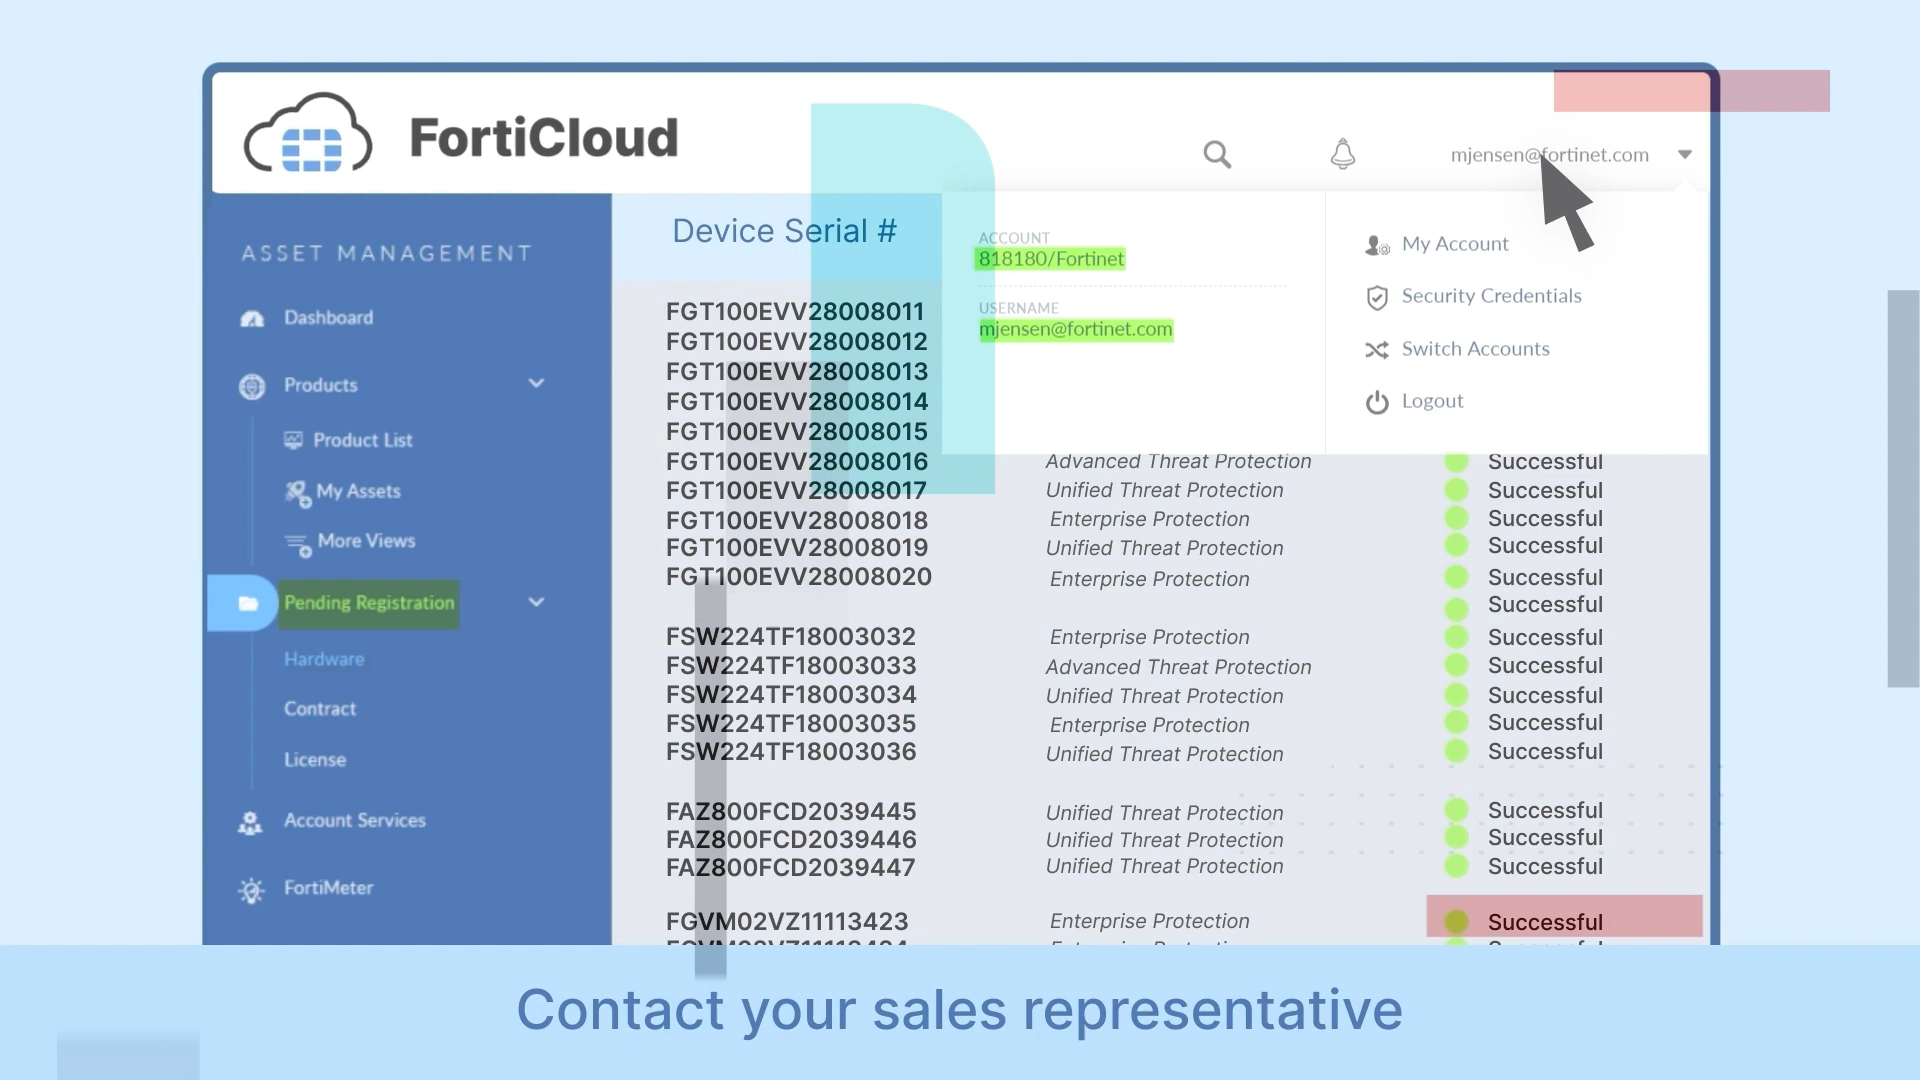 FortiCloud
mjensen@fortinet.com
ASSET MANAGEMENT
Dashboard
Products
Product List
My Assets
More Views
Pending Registration
Hardware
Contract
License
Account Services
FortiMeter
Device Serial #
ACCOUNT
818180/Fortinet
USERNAME
mjensen@fortinet.com
My Account
Security Credentials
Switch Accounts
Logout
FGT100EVV28008011
FGT100EVV28008012
FGT100EVV28008013
FGT100EVV28008014
FGT100EVV28008015
FGT100EVV28008016 Advanced Threat Protection Successful
FGT100EVV28008017 Unified Threat Protection Successful
FGT100EVV28008018 Enterprise Protection Successful
FGT100EVV28008019 Unified Threat Protection Successful
FGT100EVV28008020 Enterprise Protection Successful
Successful
FSW224TF18003032 Enterprise Protection Successful
FSW224TF18003033 Advanced Threat Protection Successful
FSW224TF18003034 Unified Threat Protection Successful
FSW224TF18003035 Enterprise Protection Successful
FSW224TF18003036 Unified Threat Protection Successful
FAZ800FCD2039445 Unified Threat Protection Successful
FAZ800FCD2039446 Unified Threat Protection Successful
FAZ800FCD2039447 Unified Threat Protection Successful
FGVM02VZ11113423 Enterprise Protection Successful
Contact your sales representative